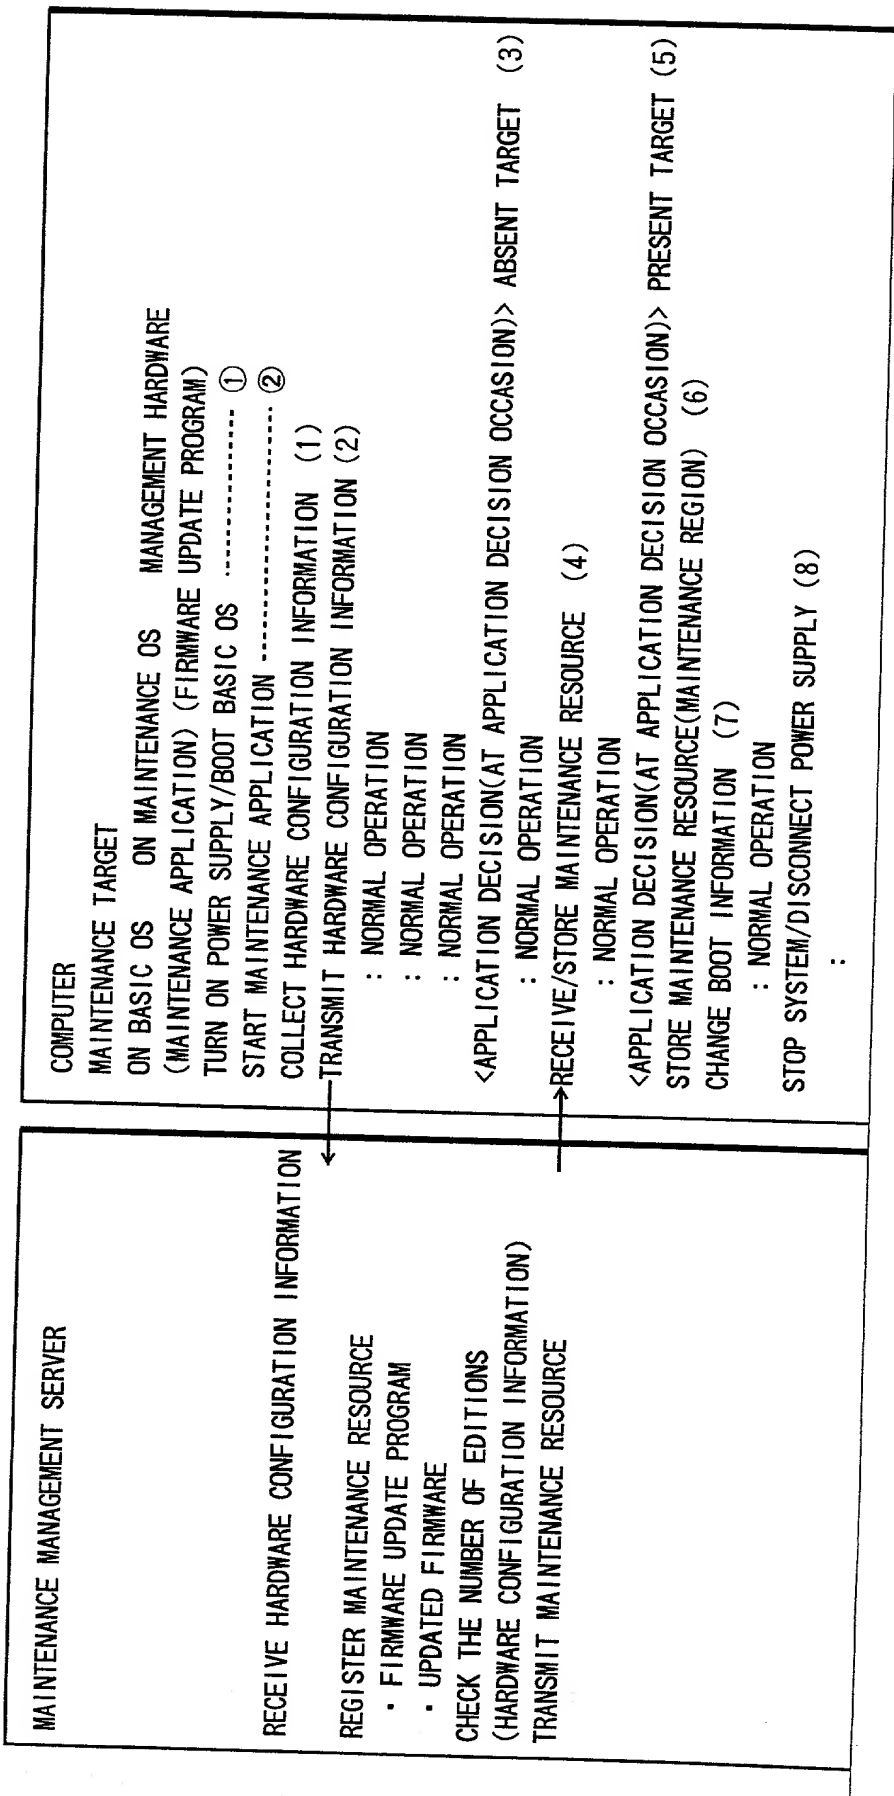 MAINTENANCE MANAGEMENT SERVER
RECEIVE HARDWARE CONFIGURATION INFORMATION
REGISTER MAINTENANCE RESOURCE
・FIRMWARE UPDATE PROGRAM
・UPDATED FIRMWARE
CHECK THE NUMBER OF EDITIONS
(HARDWARE CONFIGURATION INFORMATION)
TRANSMIT MAINTENANCE RESOURCE
COMPUTER
MAINTENANCE TARGET
ON BASIC OS ON MAINTENANCE OS MANAGEMENT HARDWARE
(MAINTENANCE APPLICATION) (FIRMWARE UPDATE PROGRAM)
TURN ON POWER SUPPLY/BOOT BASIC OS --------------- ①
START MAINTENANCE APPLICATION -------------------- ②
COLLECT HARDWARE CONFIGURATION INFORMATION (1)
TRANSMIT HARDWARE CONFIGURATION INFORMATION (2)
: NORMAL OPERATION
: NORMAL OPERATION
: NORMAL OPERATION
<APPLICATION DECISION(AT APPLICATION DECISION OCCASION)> ABSENT TARGET (3)
: NORMAL OPERATION
RECEIVE/STORE MAINTENANCE RESOURCE (4)
: NORMAL OPERATION
<APPLICATION DECISION(AT APPLICATION DECISION OCCASION)> PRESENT TARGET (5)
STORE MAINTENANCE RESOURCE(MAINTENANCE REGION) (6)
CHANGE BOOT INFORMATION (7)
: NORMAL OPERATION
STOP SYSTEM/DISCONNECT POWER SUPPLY (8)
: